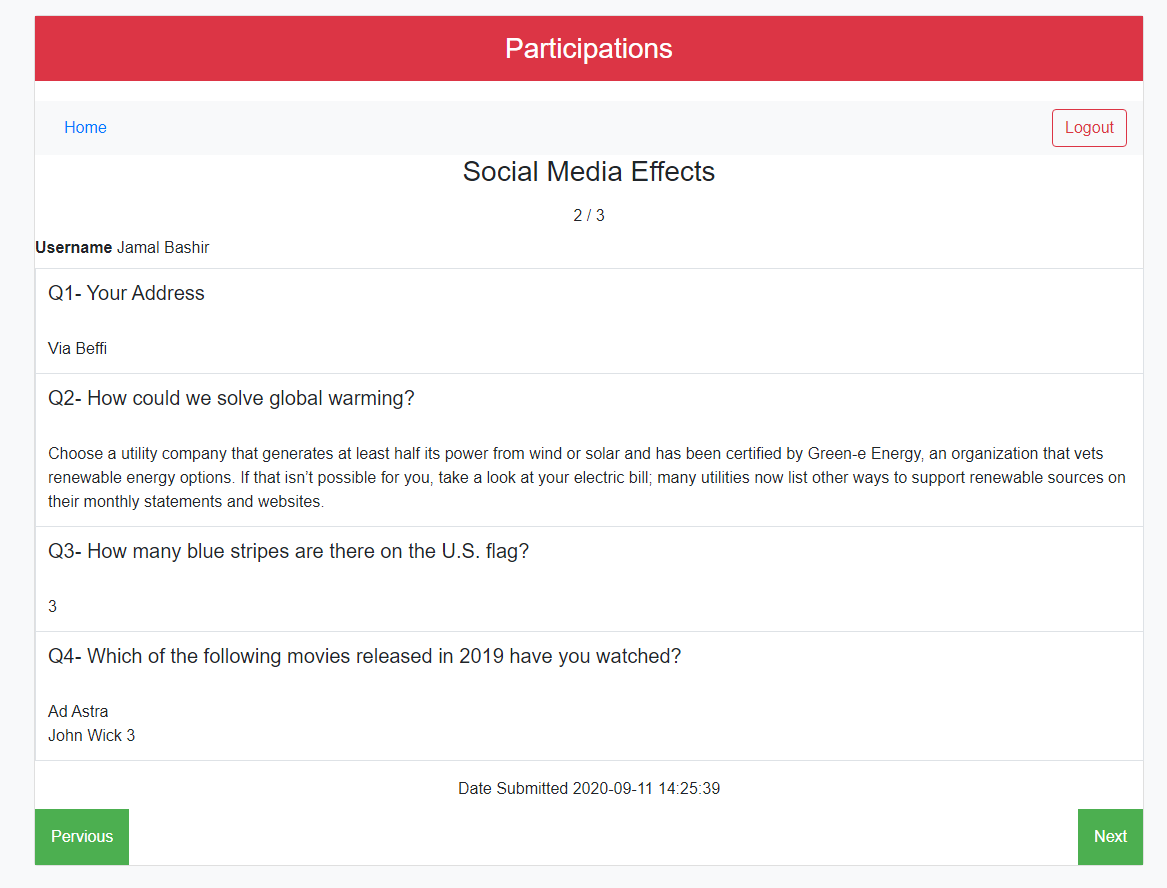 Participations
Home
Logout
Social Media Effects
2 / 3
Username Jamal Bashir
Q1- Your Address
Via Beffi
Q2- How could we solve global warming?
Choose a utility company that generates at least half its power from wind or solar and has been certified by Green-e Energy, an organization that vets
renewable energy options. If that isn’t possible for you, take a look at your electric bill; many utilities now list other ways to support renewable sources on
their monthly statements and websites.
Q3- How many blue stripes are there on the U.S. flag?
3
Q4- Which of the following movies released in 2019 have you watched?
Ad Astra
John Wick 3
Date Submitted 2020-09-11 14:25:39
Pervious
Next